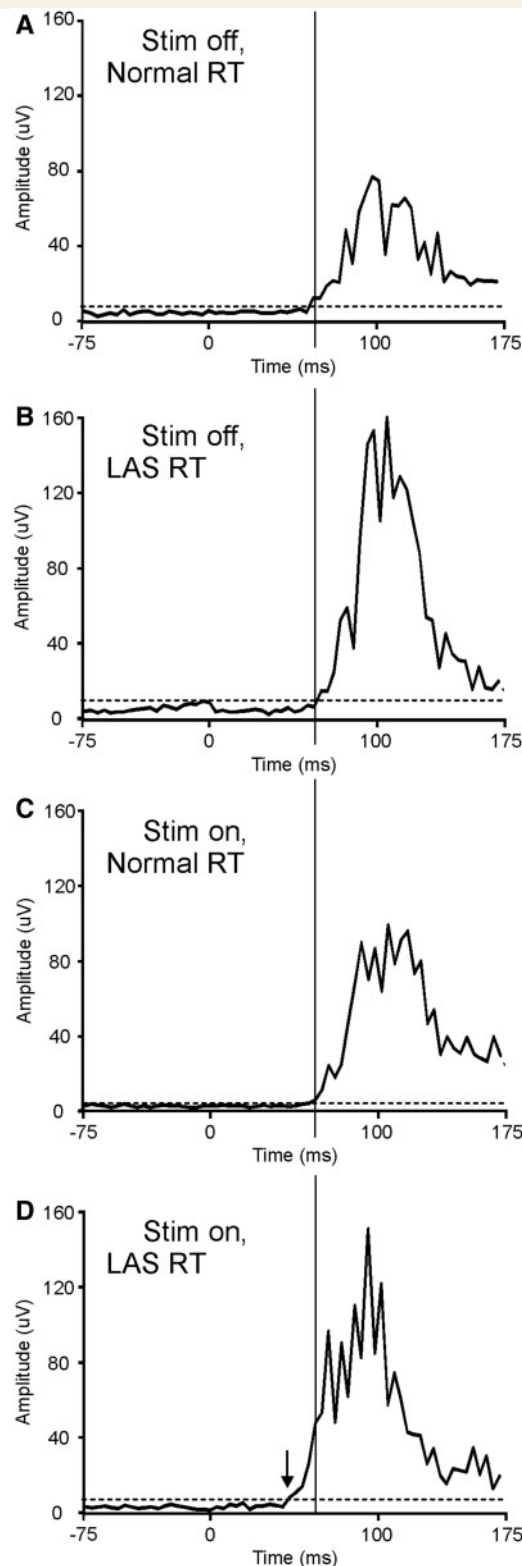 A
Stim off,
Normal RT
Amplitude (uV)
160
120
80
40
0
-75
0
100
175
Time (ms)
B
Stim off,
LAS RT
Amplitude (uV)
160
120
80
40
0
-75
0
100
175
Time (ms)
C
Stim on,
Normal RT
Amplitude (uV)
160
120
80
40
0
-75
0
100
175
Time (ms)
D
Stim on,
LAS RT
Amplitude (uV)
160
120
80
40
0
-75
0
100
175
Time (ms)